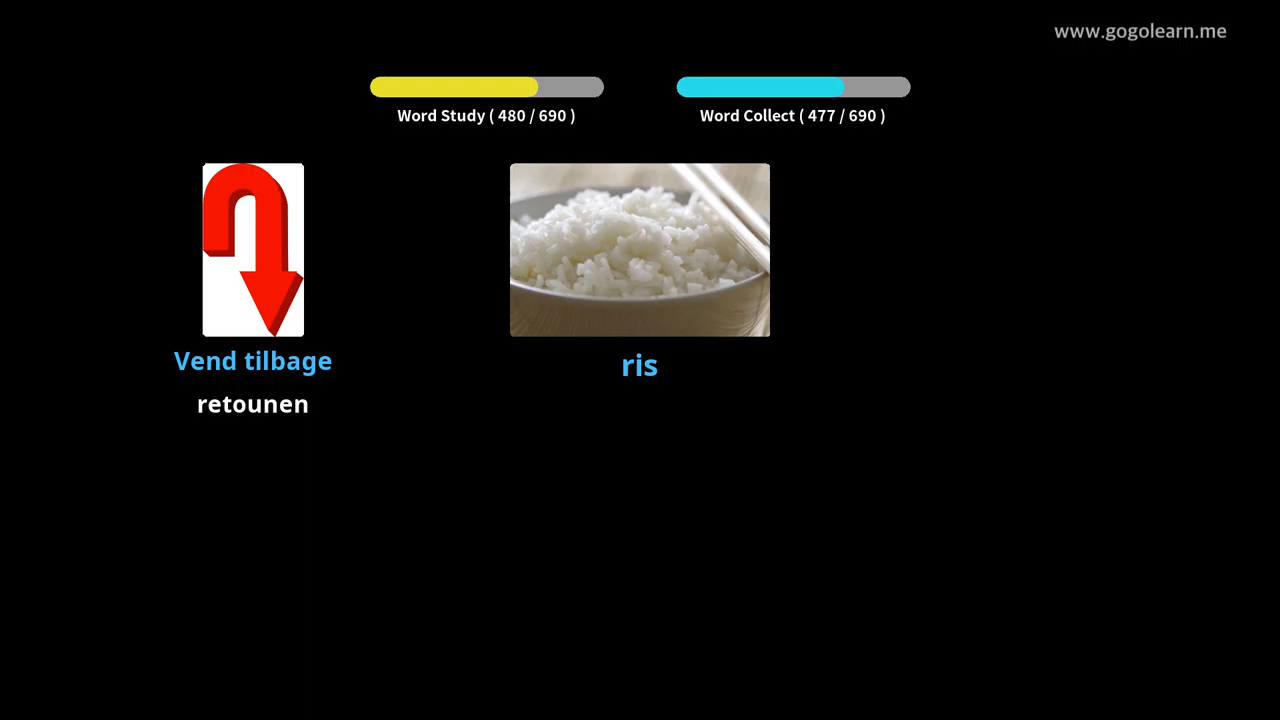 www.gogolearn.me
Word Study ( 480 / 690 )
Word Collect ( 477 / 690 )
Vend tilbage
retounen
ris